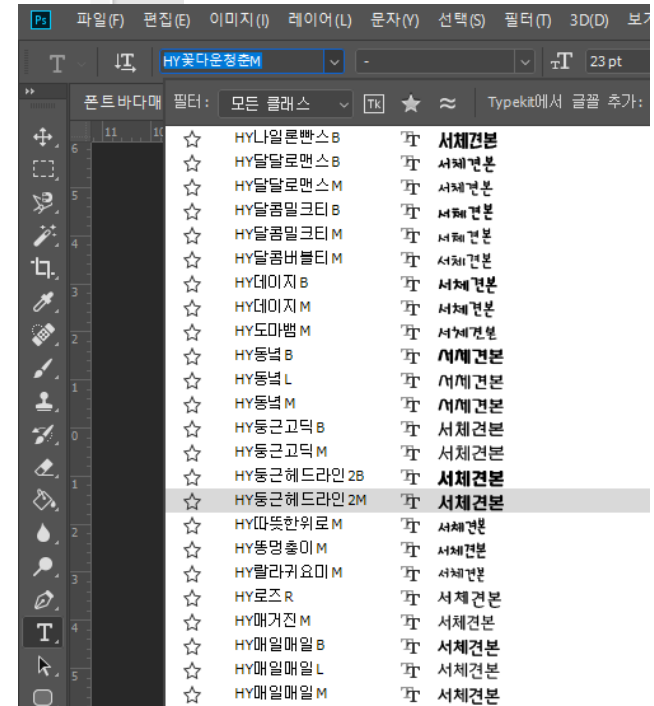 Ps 파일(F) 편집(E) 이미지(I) 레이어(L) 문자(Y) 선택(S) 필터(T) 3D(D) 보기
T HY꽃다운청춘M - 23 pt
폰트바다매 필터: 모든 클래스 Tk Typekit에서 글꼴 추가:
HY나일론빤스B 서체견본
HY달달로맨스B 서체견본
HY달달로맨스M 서체견본
HY달콤밀크티B 서체견본
HY달콤밀크티M 서체견본
HY달콤버블티M 서체견본
HY데이지B 서체견본
HY데이지M 서체견본
HY도마뱀M 서체견본
HY동녘B 서체견본
HY동녘L 서체견본
HY동녘M 서체견본
HY둥근고딕B 서체견본
HY둥근고딕M 서체견본
HY둥근헤드라인2B 서체견본
HY둥근헤드라인2M 서체견본
HY따뜻한위로M 서체견본
HY똥멍충이M 서체견본
HY랄라귀요미M 서체견본
HY로즈R 서체견본
HY매거진M 서체견본
HY매일매일B 서체견본
HY매일매일L 서체견본
HY매일매일M 서체견본
11 10
6
5
4
3
2
1
0
1
2
3
4
5